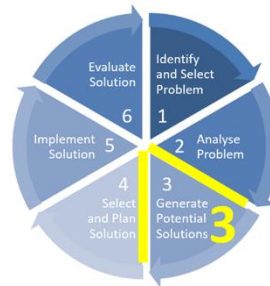 Identify
and Select
Problem
1
Analyse
Problem
2
3
Generate
Potential
Solutions
3
4
Select
and Plan
Solution
Implement
Solution
5
Evaluate
Solution
6